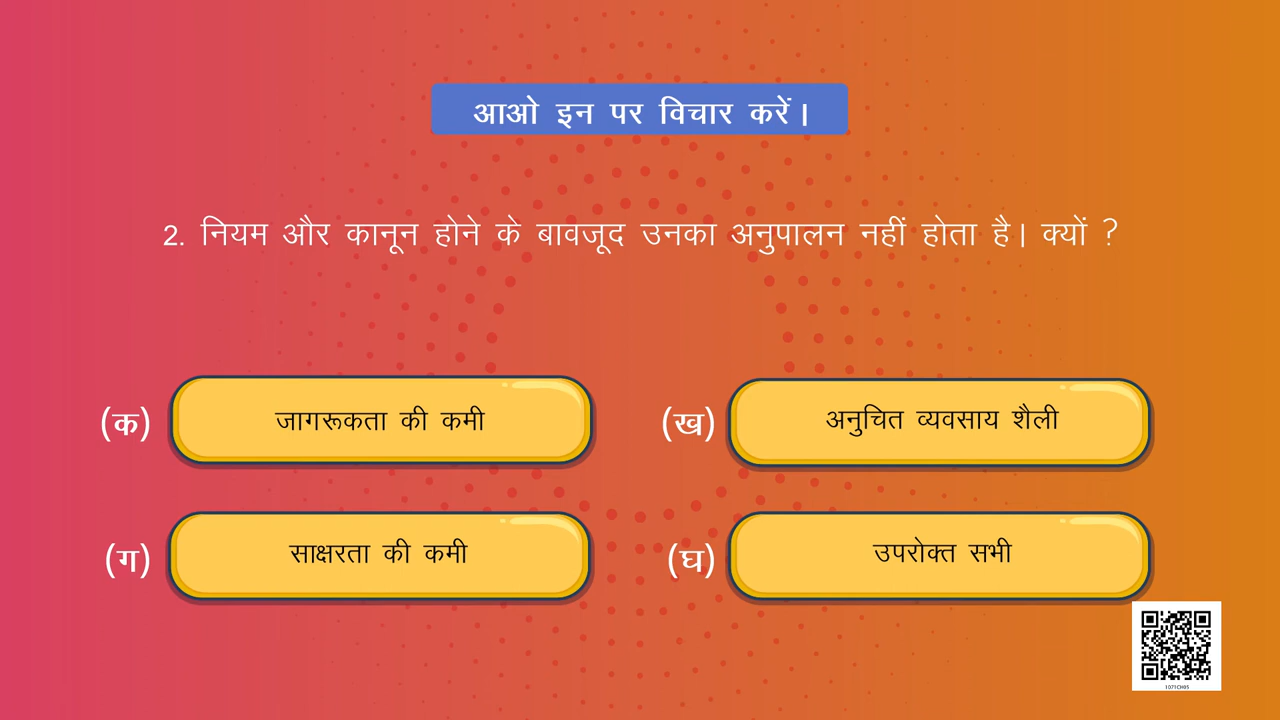 आओ इन पर विचार करें।
2. नियम और कानून होने के बावजूद उनका अनुपालन नहीं होता है। क्यों ?
(क) जागरूकता की कमी
(ख) अनुचित व्यवसाय शैली
(ग) साक्षरता की कमी
(घ) उपरोक्त सभी
1071CH05